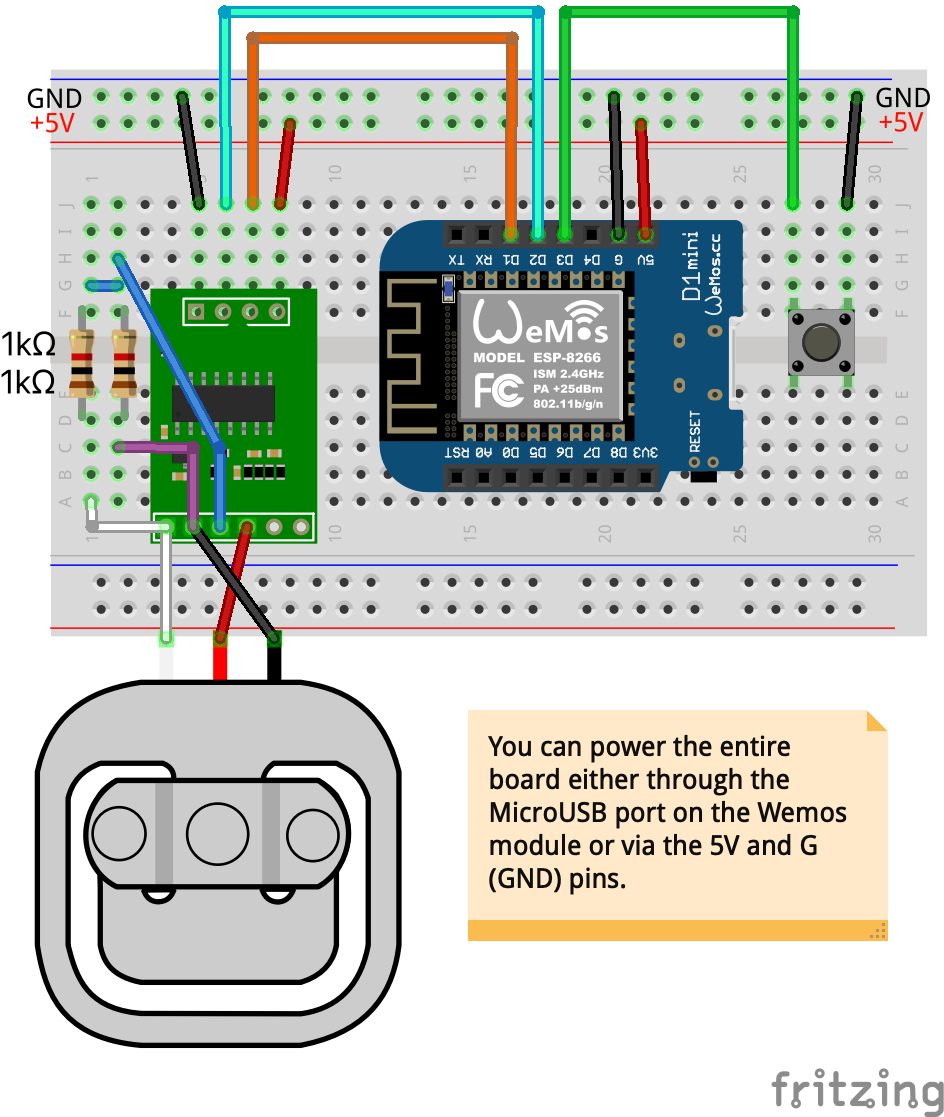 GND
+5V
GND
+5V
1
5
10
15
20
25
30
J
I
H
G
F
J
I
H
G
F
TX RX D1 D2 D3 D4 G 5V
D1 mini
WeMos.cc
WeMos
MODEL ESP-8266
ISM 2.4GHz
PA +25dBm
802.11b/g/n
FC
1kΩ
1kΩ
RESET
RST A0 D0 D5 D6 D7 D8 3V3
E
D
C
B
A
E
D
C
B
A
1
10
15
20
25
30
You can power the entire
board either through the
MicroUSB port on the Wemos
module or via the 5V and G
(GND) pins.
fritzing